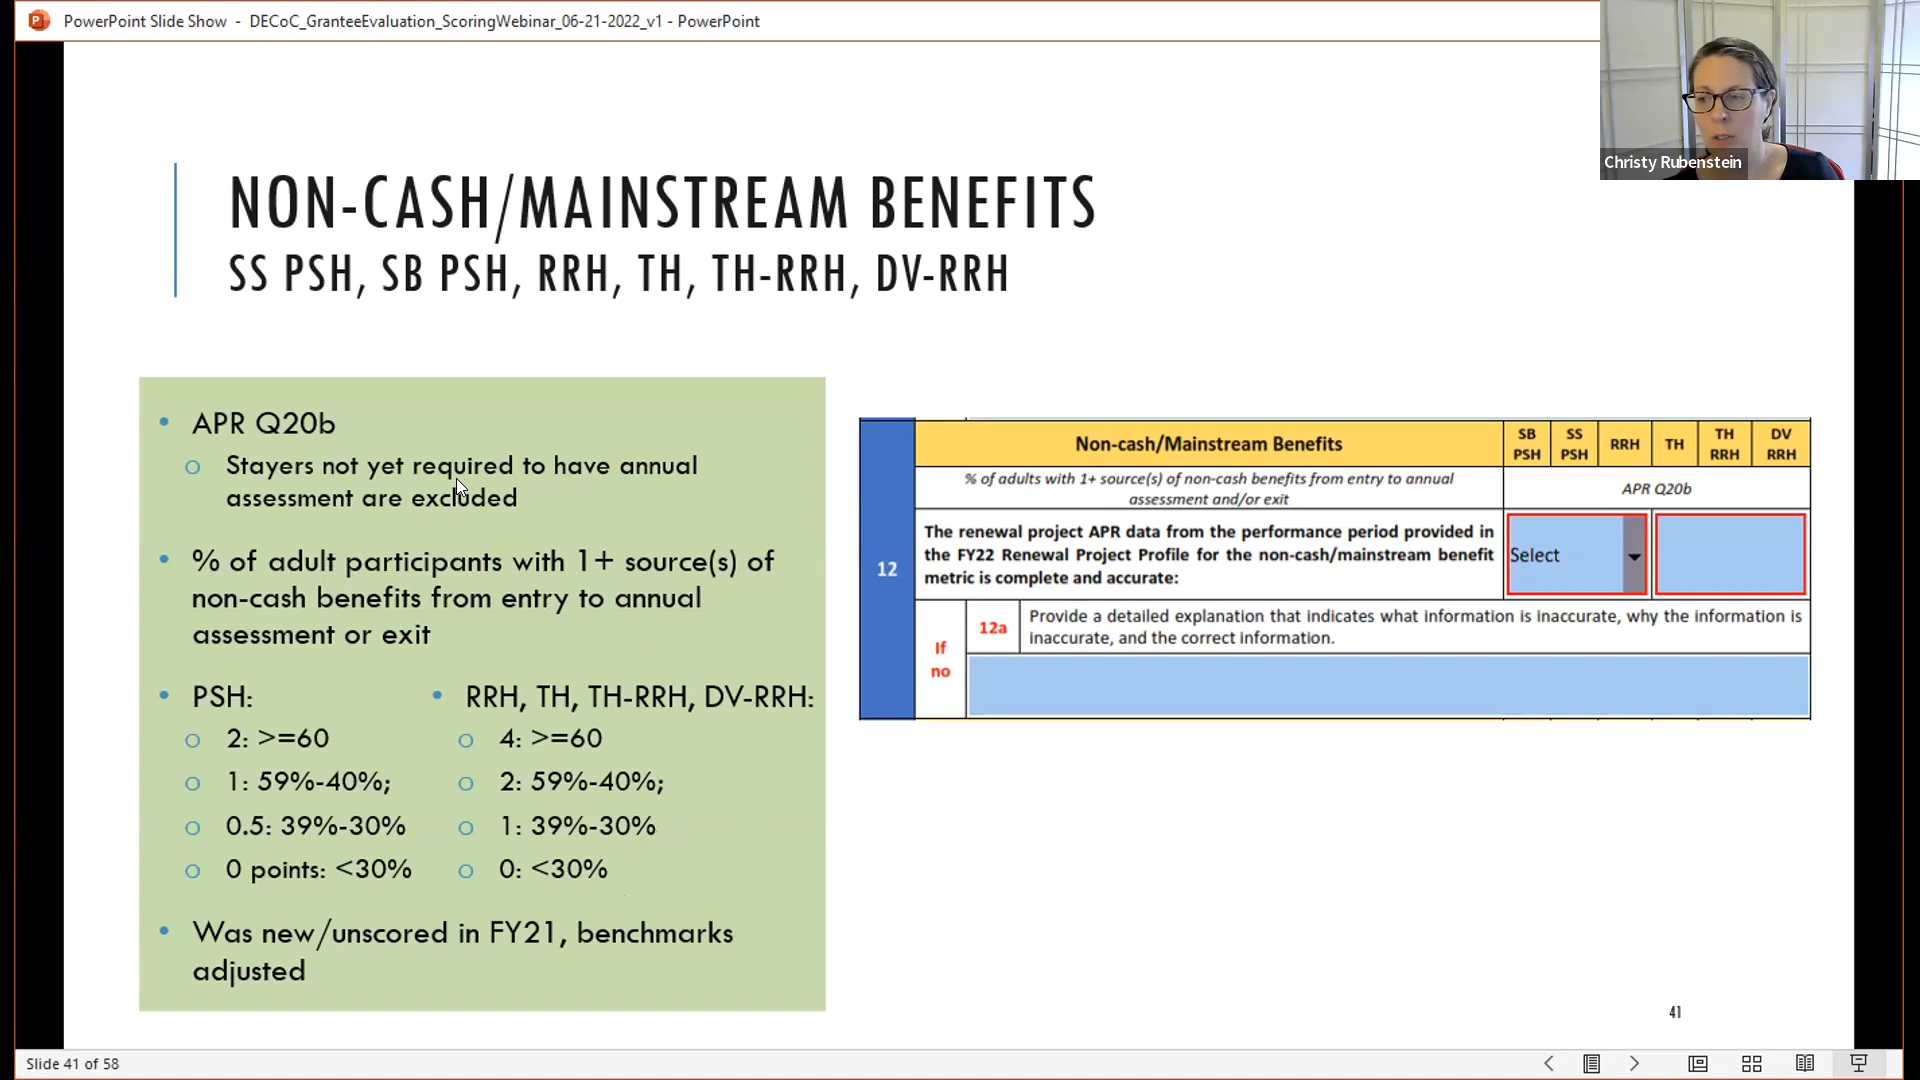 PowerPoint Slide Show - DECoC_GranteeEvaluation_ScoringWebinar_06-21-2022_v1 - PowerPoint
Christy Rubenstein
NON-CASH/MAINSTREAM BENEFITS
SS PSH, SB PSH, RRH, TH, TH-RRH, DV-RRH
• APR Q20b
o Stayers not yet required to have annual
assessment are excluded
• % of adult participants with 1+ source(s) of
non-cash benefits from entry to annual
assessment or exit
• PSH:
o 2: >=60
o 1: 59%-40%;
o 0.5: 39%-30%
o 0 points: <30%
• RRH, TH, TH-RRH, DV-RRH:
o 4: >=60
o 2: 59%-40%;
o 1: 39%-30%
o 0: <30%
• Was new/unscored in FY21, benchmarks
adjusted
12
Non-cash/Mainstream Benefits
SB
PSH
SS
PSH
RRH
TH
TH
RRH
DV
RRH
% of adults with 1+ source(s) of non-cash benefits from entry to annual
assessment and/or exit
APR Q20b
The renewal project APR data from the performance period provided in
the FY22 Renewal Project Profile for the non-cash/mainstream benefit
metric is complete and accurate:
Select
If
no
12a
Provide a detailed explanation that indicates what information is inaccurate, why the information is
inaccurate, and the correct information.
41
Slide 41 of 58